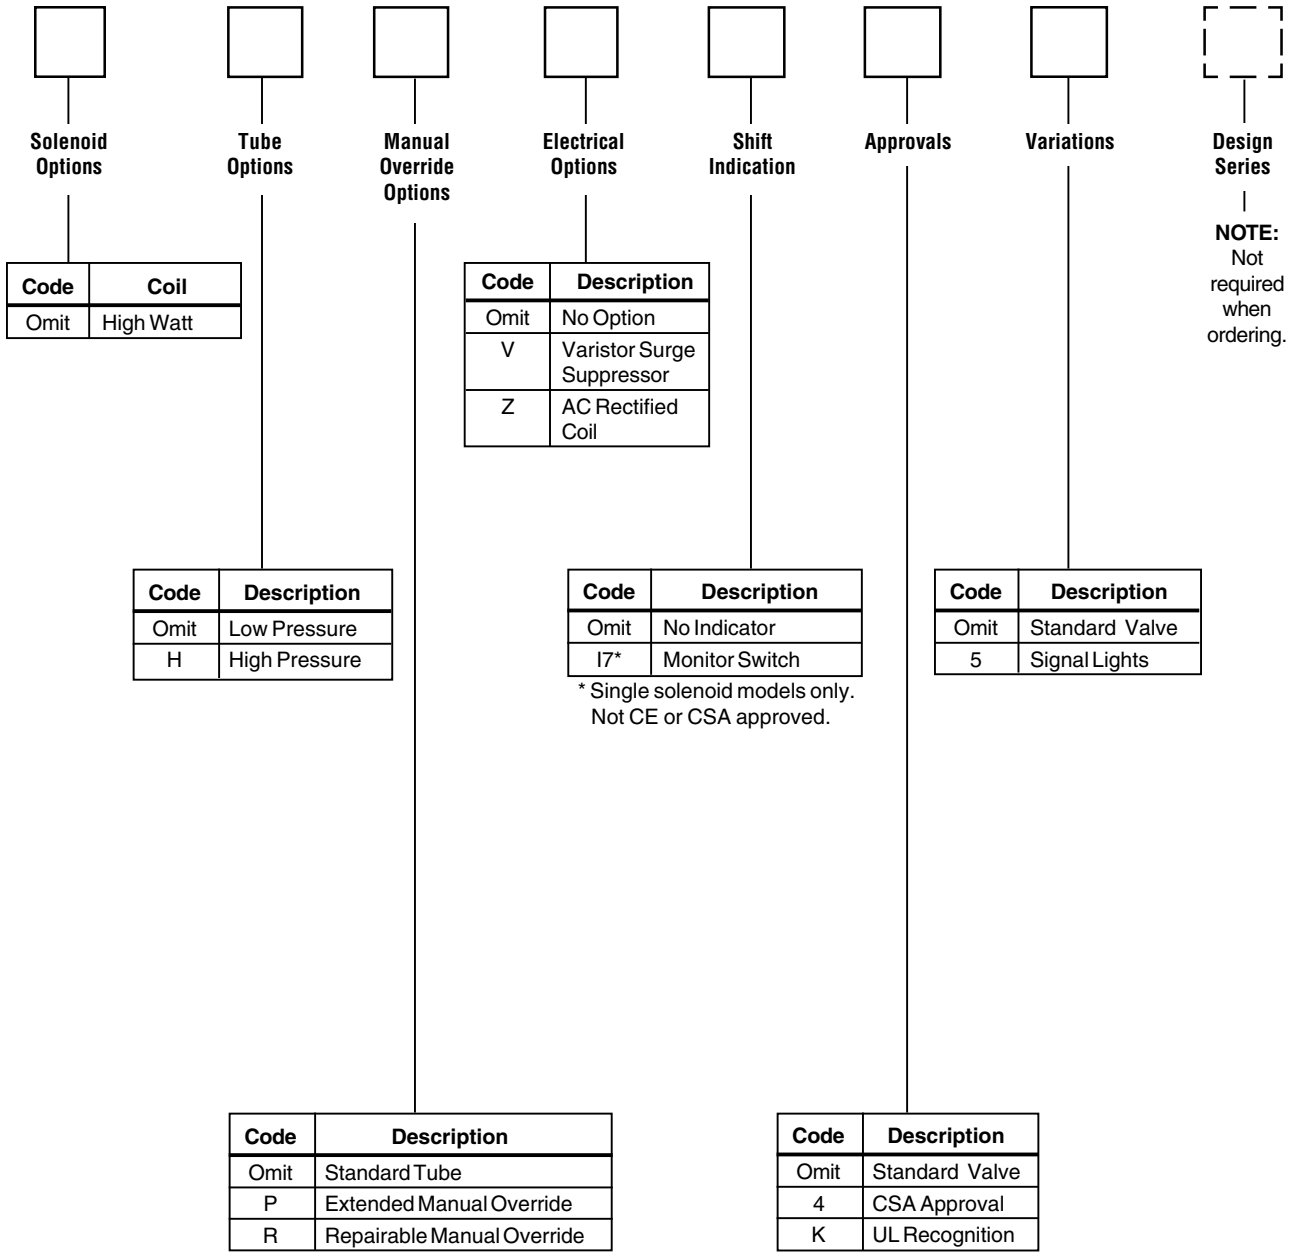 Solenoid
Options
Tube
Options
Manual
Override
Options
Electrical
Options
Shift
Indication
Approvals
Variations
Design
Series
NOTE:
Not
required
when
ordering.
Code Coil
Omit High Watt
Code Description
Omit No Option
V Varistor Surge
Suppressor
Z AC Rectified
Coil
Code Description
Omit Low Pressure
H High Pressure
Code Description
Omit No Indicator
I7* Monitor Switch
* Single solenoid models only.
Not CE or CSA approved.
Code Description
Omit Standard Valve
5 Signal Lights
Code Description
Omit Standard Tube
P Extended Manual Override
R Repairable Manual Override
Code Description
Omit Standard Valve
4 CSA Approval
K UL Recognition